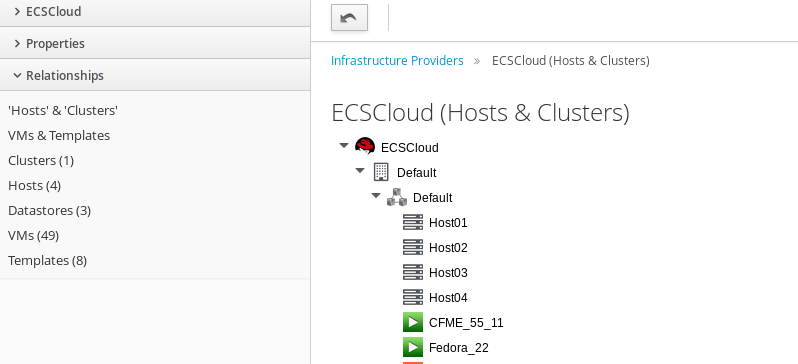 ECSCloud
Properties
Relationships
'Hosts' & 'Clusters'
VMs & Templates
Clusters (1)
Hosts (4)
Datastores (3)
VMs (49)
Templates (8)
Infrastructure Providers » ECSCloud (Hosts & Clusters)
ECSCloud (Hosts & Clusters)
ECSCloud
Default
Default
Host01
Host02
Host03
Host04
CFME_55_11
Fedora_22